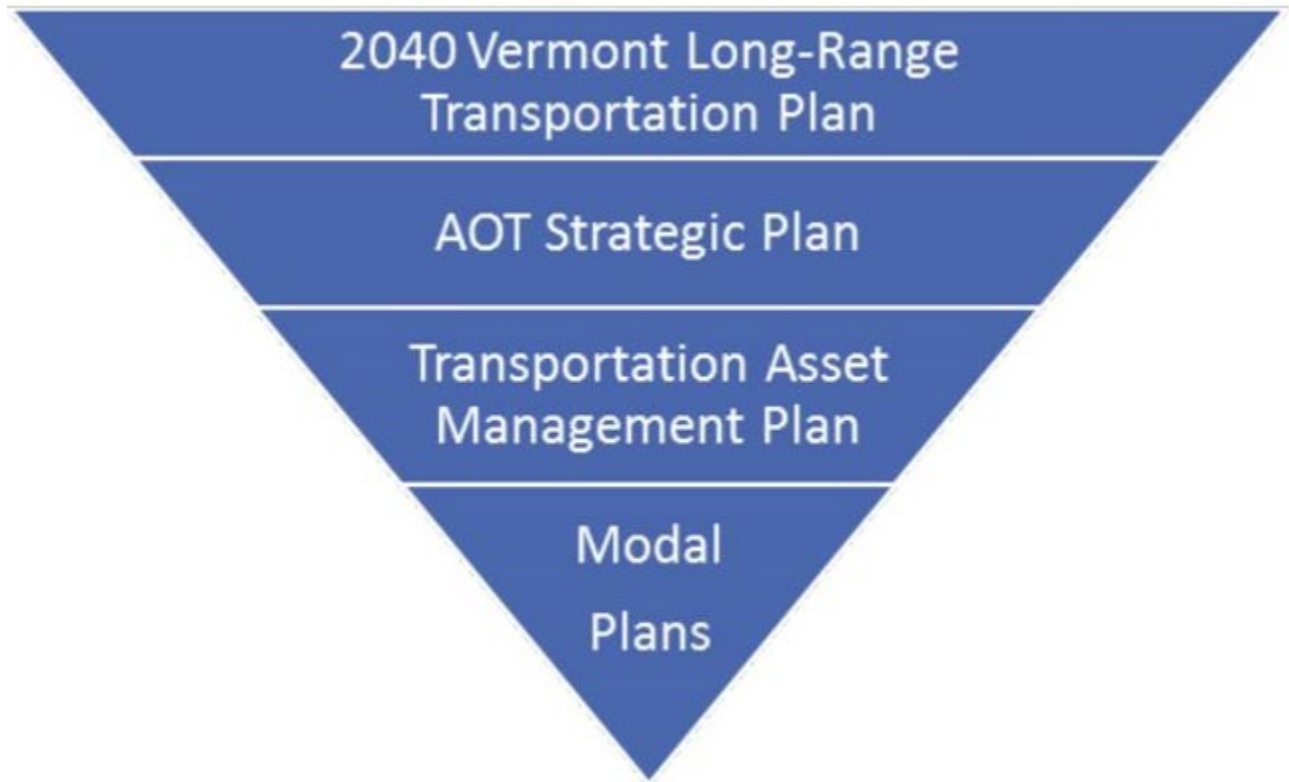 2040 Vermont Long-Range
Transportation Plan
AOT Strategic Plan
Transportation Asset
Management Plan
Modal
Plans